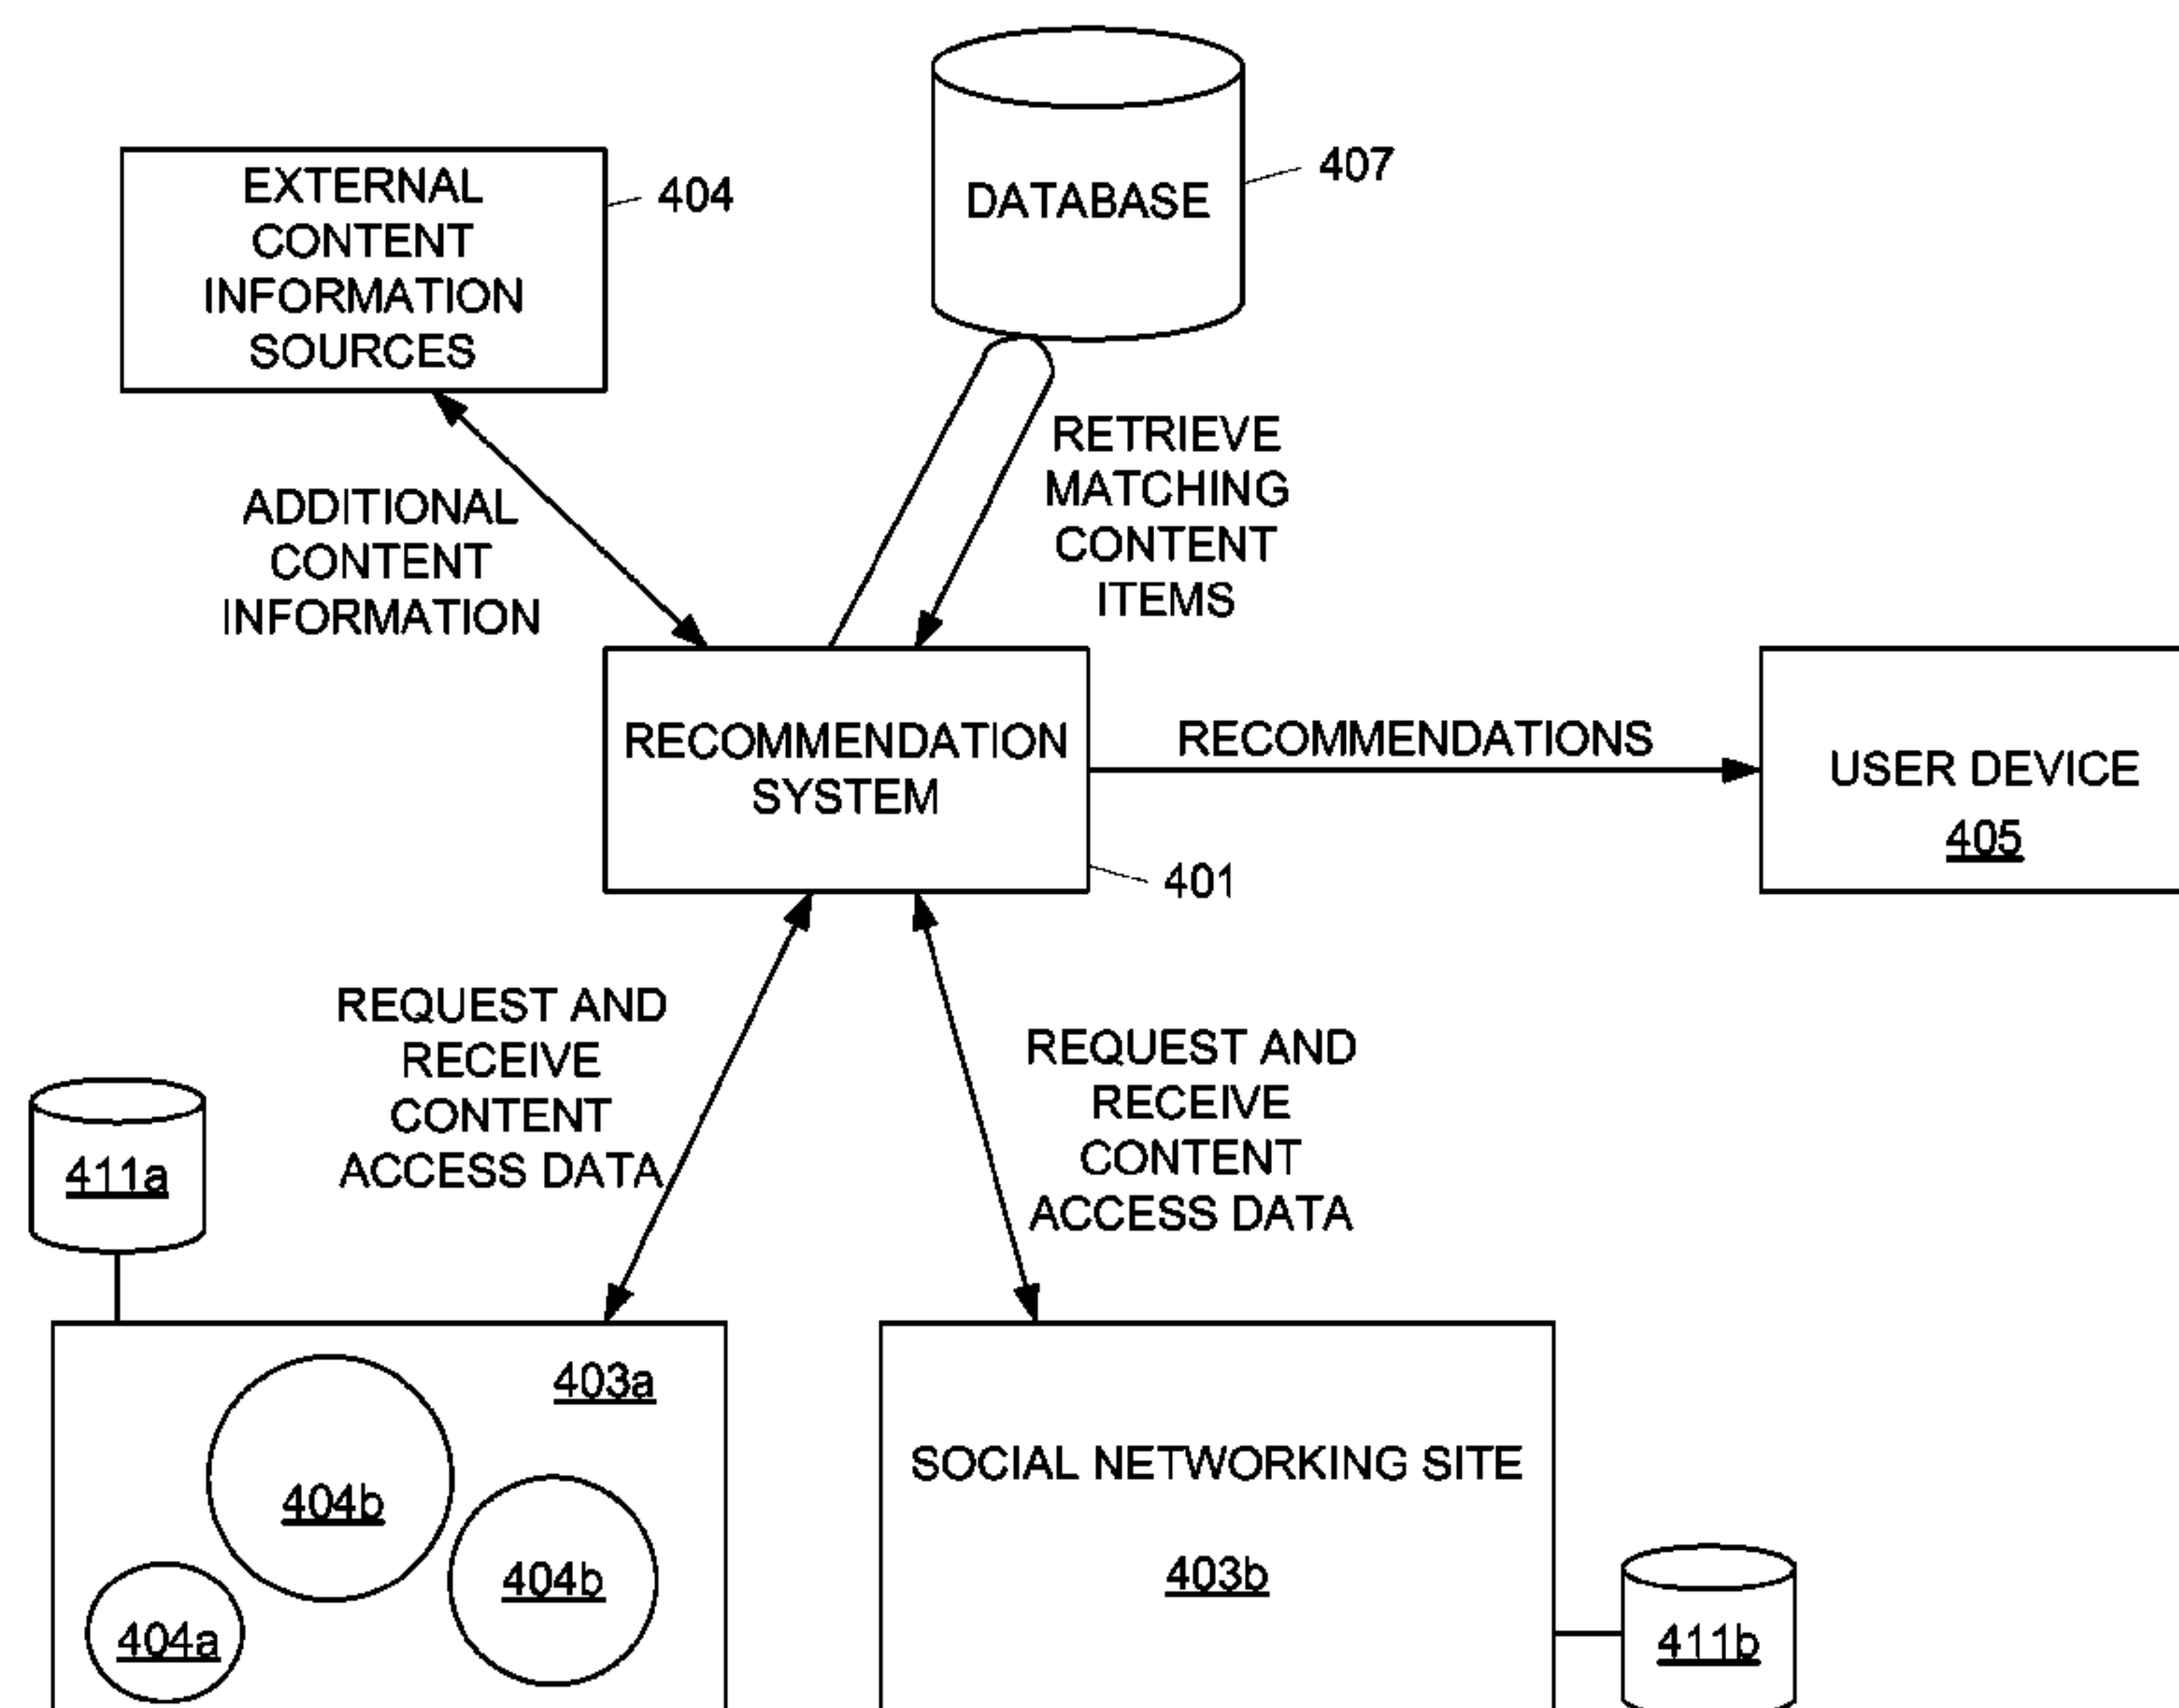 EXTERNAL
CONTENT
INFORMATION
SOURCES
404
DATABASE
407
ADDITIONAL
CONTENT
INFORMATION
RETRIEVE
MATCHING
CONTENT
ITEMS
RECOMMENDATION
SYSTEM
401
RECOMMENDATIONS
USER DEVICE
405
REQUEST AND
RECEIVE
CONTENT
ACCESS DATA
REQUEST AND
RECEIVE
CONTENT
ACCESS DATA
411a
403a
404b
404b
404a
SOCIAL NETWORKING SITE
403b
411b